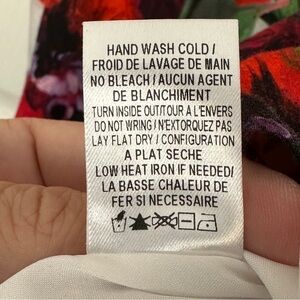 HAND WASH COLD /
FROID DE LAVAGE DE MAIN
NO BLEACH / AUCUN AGENT
DE BLANCHIMENT
TURN INSIDE OUT/TOUR A L'ENVERS
DO NOT WRING / N'EXTORQUEZ PAS
LAY FLAT DRY / CONFIGURATION
A PLAT SECHE
LOW HEAT IRON IF NEEDED/
LA BASSE CHALEUR DE
FER SI NECESSAIRE